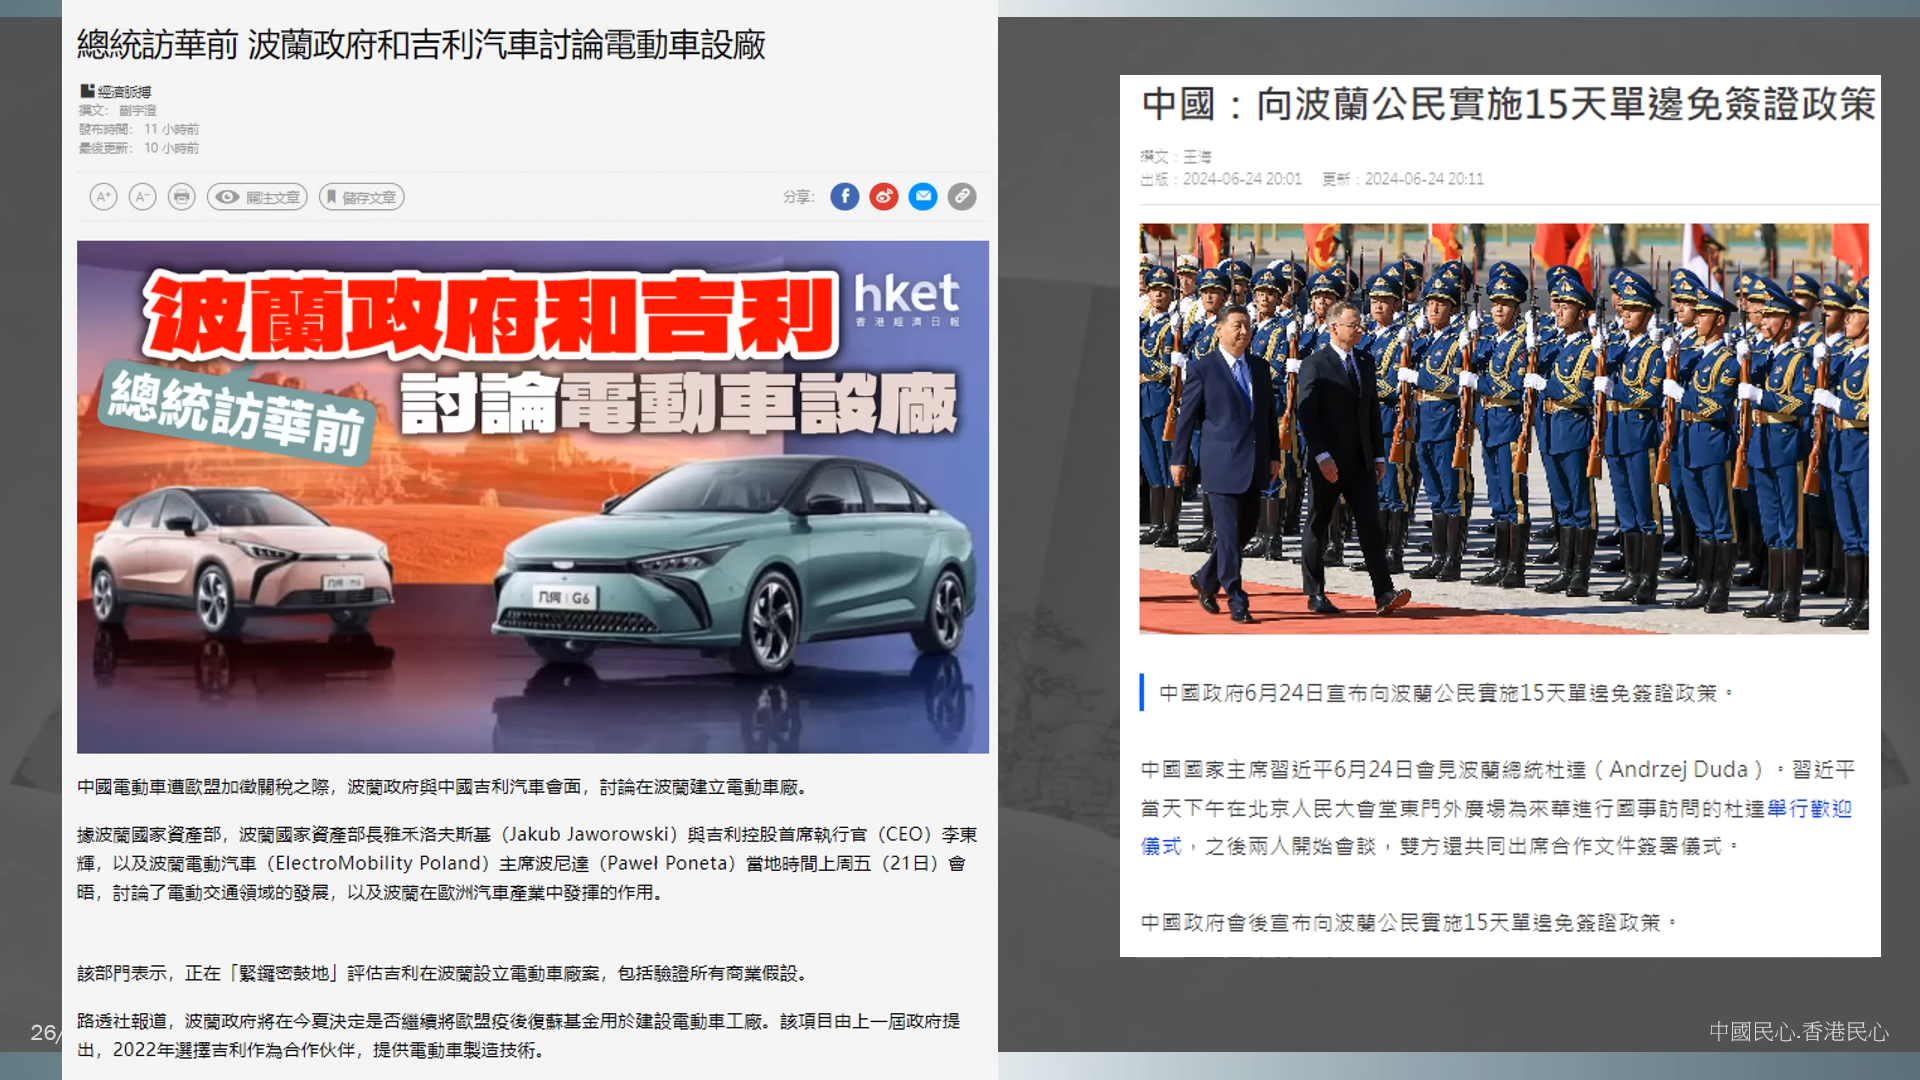 總統訪華前 波蘭政府和吉利汽車討論電動車設廠
經濟脈搏
撰文： 劉宇澄
發布時間： 11 小時前
最後更新： 10 小時前
A+ A- 關注文章 儲存文章 分享：
波蘭政府和吉利
hket
香港經濟日報
總統訪華前
討論電動車設廠
几何 G6
中國電動車遭歐盟加徵關稅之際，波蘭政府與中國吉利汽車會面，討論在波蘭建立電動車廠。
據波蘭國家資產部，波蘭國家資產部長雅禾洛夫斯基（Jakub Jaworowski）與吉利控股首席執行官（CEO）李東
輝，以及波蘭電動汽車（ElectroMobility Poland）主席波尼達（Paweł Poneta）當地時間上周五（21日）會
晤，討論了電動交通領域的發展，以及波蘭在歐洲汽車產業中發揮的作用。
該部門表示，正在「緊鑼密鼓地」評估吉利在波蘭設立電動車廠案，包括驗證所有商業假設。
路透社報道，波蘭政府將在今夏決定是否繼續將歐盟疫後復蘇基金用於建設電動車工廠。該項目由上一屆政府提
出，2022年選擇吉利作為合作伙伴，提供電動車製造技術。
26/
中國：向波蘭公民實施15天單邊免簽證政策
撰文：王海
出版：2024-06-24 20:01 更新：2024-06-24 20:11
中國政府6月24日宣布向波蘭公民實施15天單邊免簽證政策。
中國國家主席習近平6月24日會見波蘭總統杜達（Andrzej Duda）。習近平
當天下午在北京人民大會堂東門外廣場為來華進行國事訪問的杜達舉行歡迎
儀式，之後兩人開始會談，雙方還共同出席合作文件簽署儀式。
中國政府會後宣布向波蘭公民實施15天單邊免簽證政策。
中國民心.香港民心